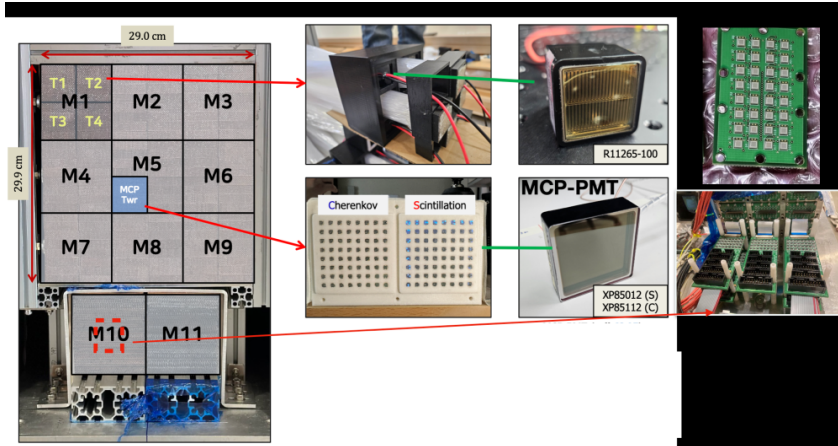 29.0 cm
29.9 cm
T1 T2
M1
T3 T4
M2
M3
M4
M5
MCP
Twr
M6
M7
M8
M9
M10
M11
R11265-100
Cherenkov
Scintillation
MCP-PMT
XP85012 (S)
XP85112 (C)